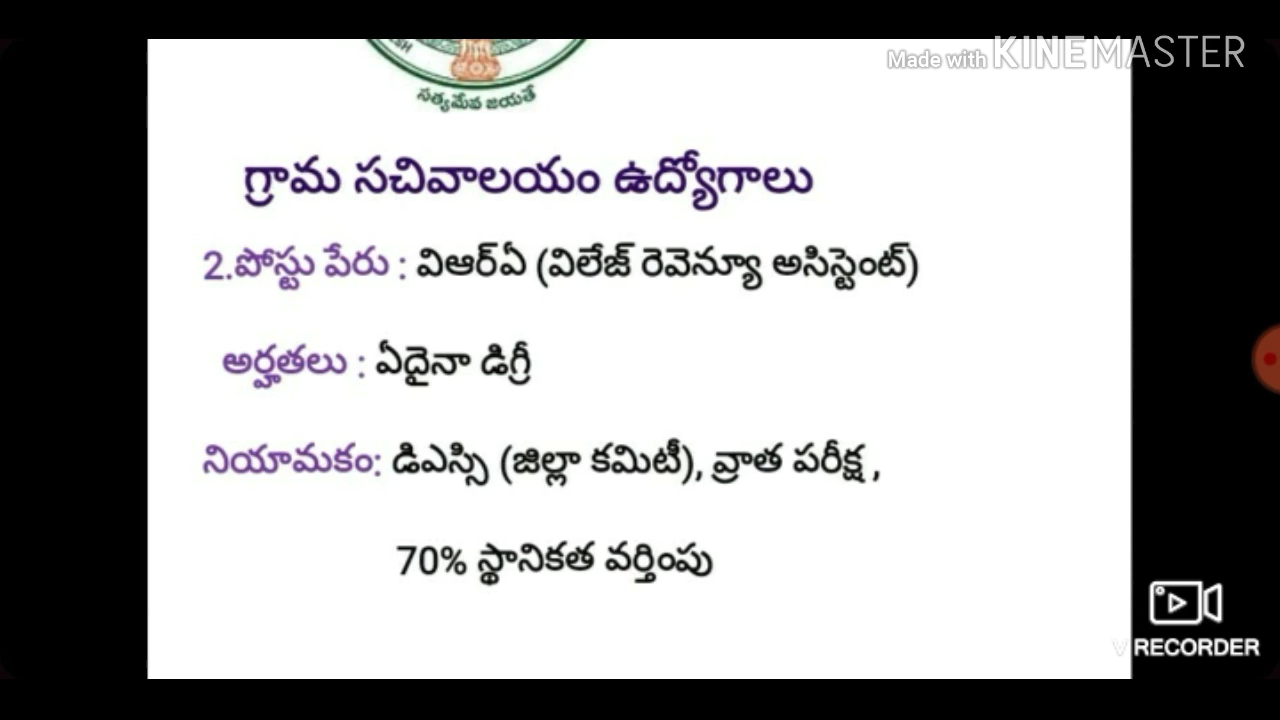 Made with KINEMASTER
సత్యమేవ జయతే
గ్రామ సచివాలయం ఉద్యోగాలు
2.పోస్టు పేరు : విఆర్ఏ (విలేజ్ రెవెన్యూ అసిస్టెంట్)
అర్హతలు : ఏదైనా డిగ్రీ
నియామకం: డిఎస్సి (జిల్లా కమిటీ), వ్రాత పరీక్ష ,
70% స్థానికత వర్తింపు
V RECORDER